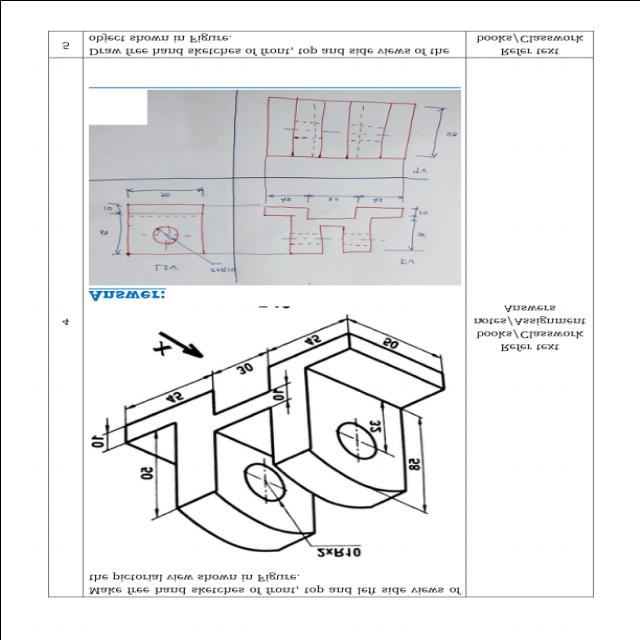 4
Make free hand sketches of front, top and left side views of
the pictorial view shown in Figure.
2xR10
50
58
32
10
10
45
30
45
50
X
Refer text
books/Classwork
notes/Assignment
Answers
Answer:
LSV
2xR10
FV
10
10
50
45
30
45
TV
5
Draw free hand sketches of front, top and side views of the
object shown in Figure.
Refer text
books/Classwork